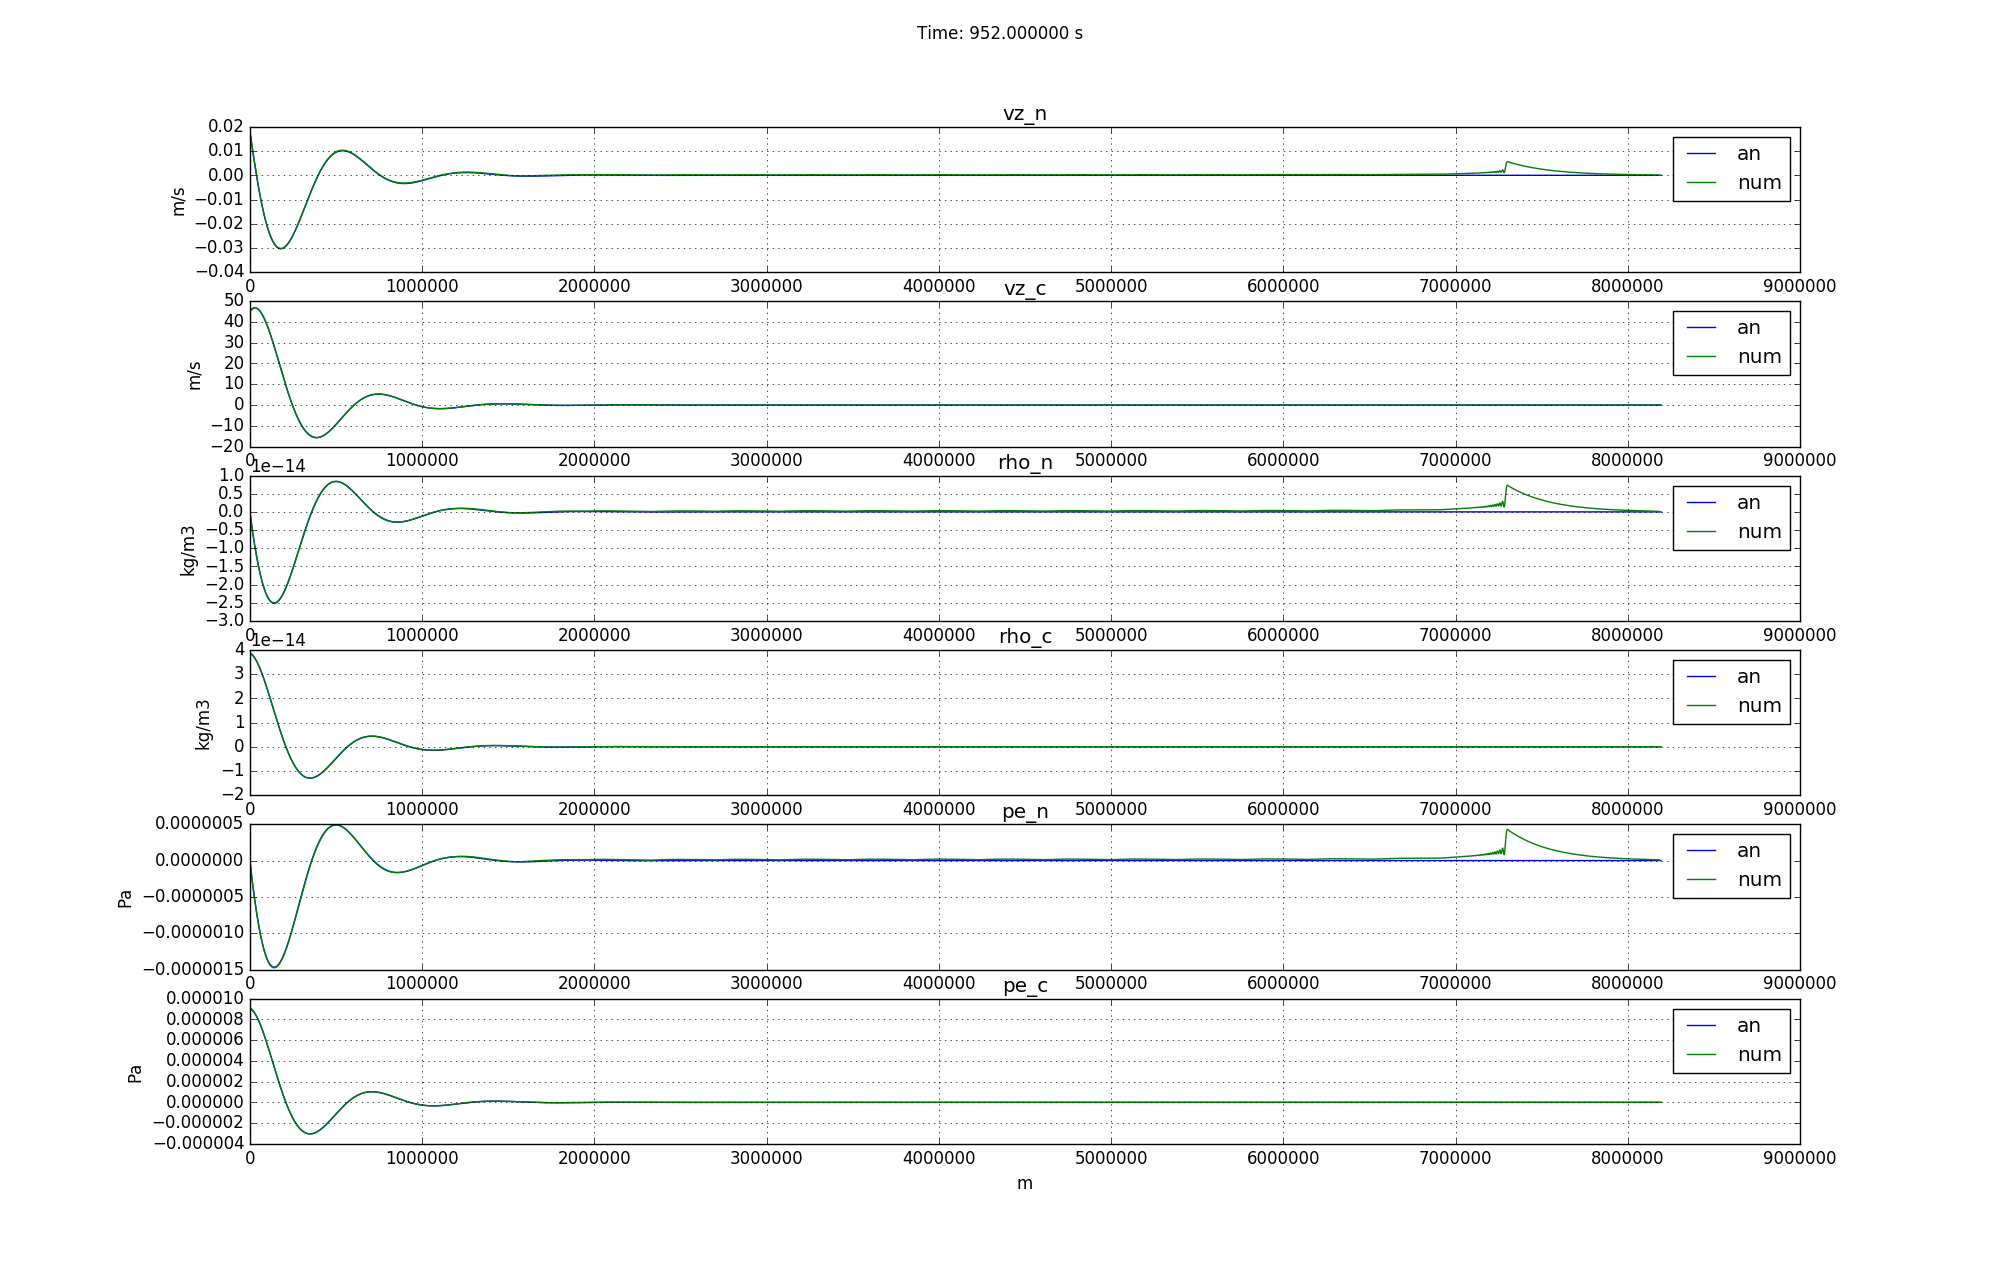 Time: 952.000000 s
vz_n
0.02
0.01
0.00
−0.01
−0.02
−0.03
−0.04
m/s
an
num
0 1000000 2000000 3000000 4000000 5000000 6000000 7000000 8000000 9000000
vz_c
50
40
30
20
10
0
−10
−20
m/s
an
num
0 1000000 2000000 3000000 4000000 5000000 6000000 7000000 8000000 9000000
1e−14
rho_n
1.0
0.5
0.0
−0.5
−1.0
−1.5
−2.0
−2.5
−3.0
kg/m3
an
num
0 1000000 2000000 3000000 4000000 5000000 6000000 7000000 8000000 9000000
1e−14
rho_c
4
3
2
1
0
−1
−2
kg/m3
an
num
0 1000000 2000000 3000000 4000000 5000000 6000000 7000000 8000000 9000000
pe_n
0.0000005
0.0000000
−0.0000005
−0.0000010
−0.0000015
Pa
an
num
0 1000000 2000000 3000000 4000000 5000000 6000000 7000000 8000000 9000000
pe_c
0.000010
0.000008
0.000006
0.000004
0.000002
0.000000
−0.000002
−0.000004
Pa
an
num
0 1000000 2000000 3000000 4000000 5000000 6000000 7000000 8000000 9000000
m